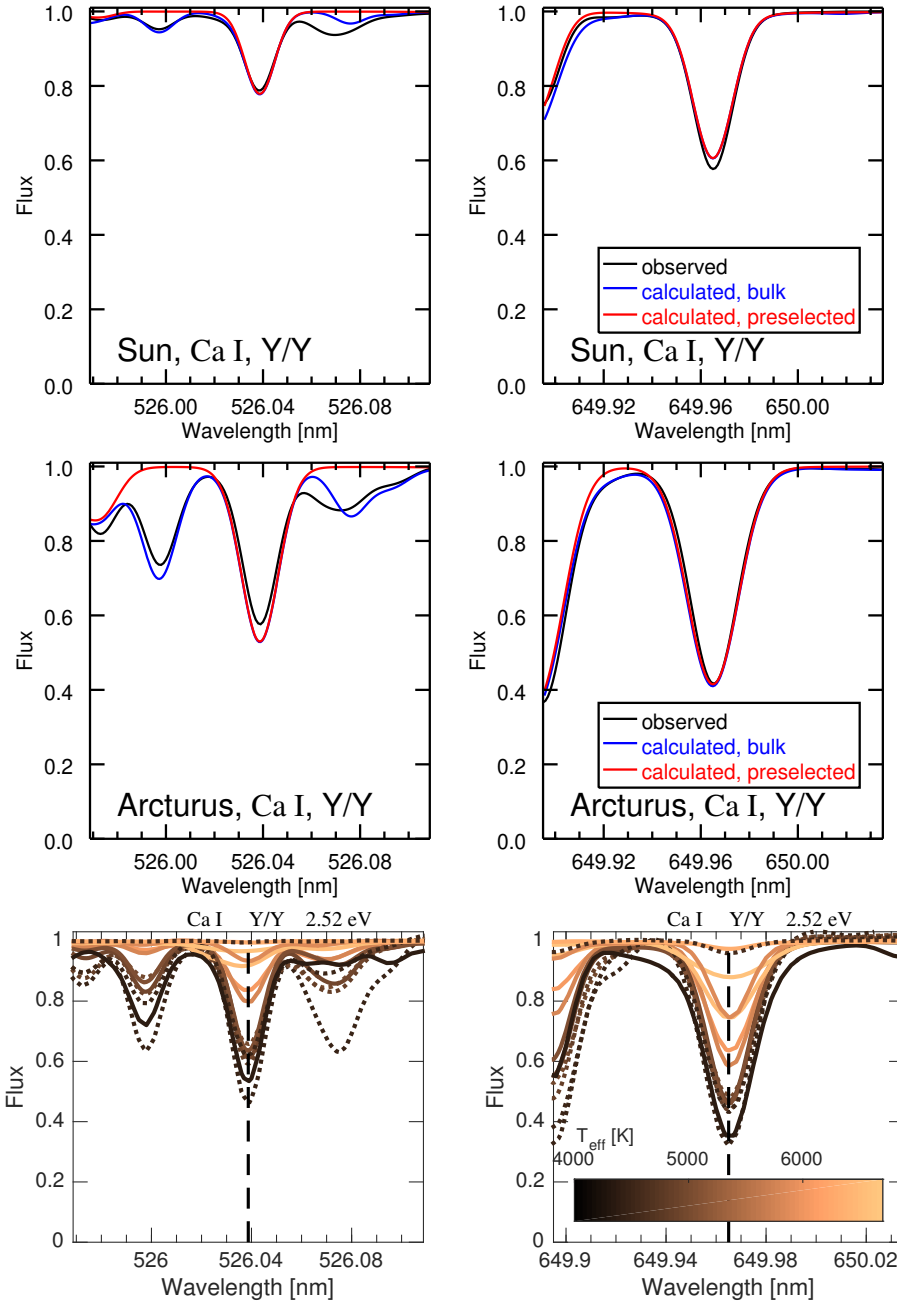 1.0
0.8
0.6
0.4
0.2
0.0
Flux
Sun, Ca I, Y/Y
526.00 526.04 526.08
Wavelength [nm]
1.0
0.8
0.6
0.4
0.2
0.0
Flux
observed
calculated, bulk
calculated, preselected
Sun, Ca I, Y/Y
649.92 649.96 650.00
Wavelength [nm]
1.0
0.8
0.6
0.4
0.2
0.0
Flux
Arcturus, Ca I, Y/Y
526.00 526.04 526.08
Wavelength [nm]
1.0
0.8
0.6
0.4
0.2
0.0
Flux
observed
calculated, bulk
calculated, preselected
Arcturus, Ca I, Y/Y
649.92 649.96 650.00
Wavelength [nm]
Ca I Y/Y 2.52 eV
1
0.8
0.6
0.4
0.2
0
Flux
526 526.04 526.08
Wavelength [nm]
Ca I Y/Y 2.52 eV
1
0.8
0.6
0.4
0.2
0
Flux
T_eff [K]
4000 5000 6000
649.9 649.94 649.98 650.02
Wavelength [nm]